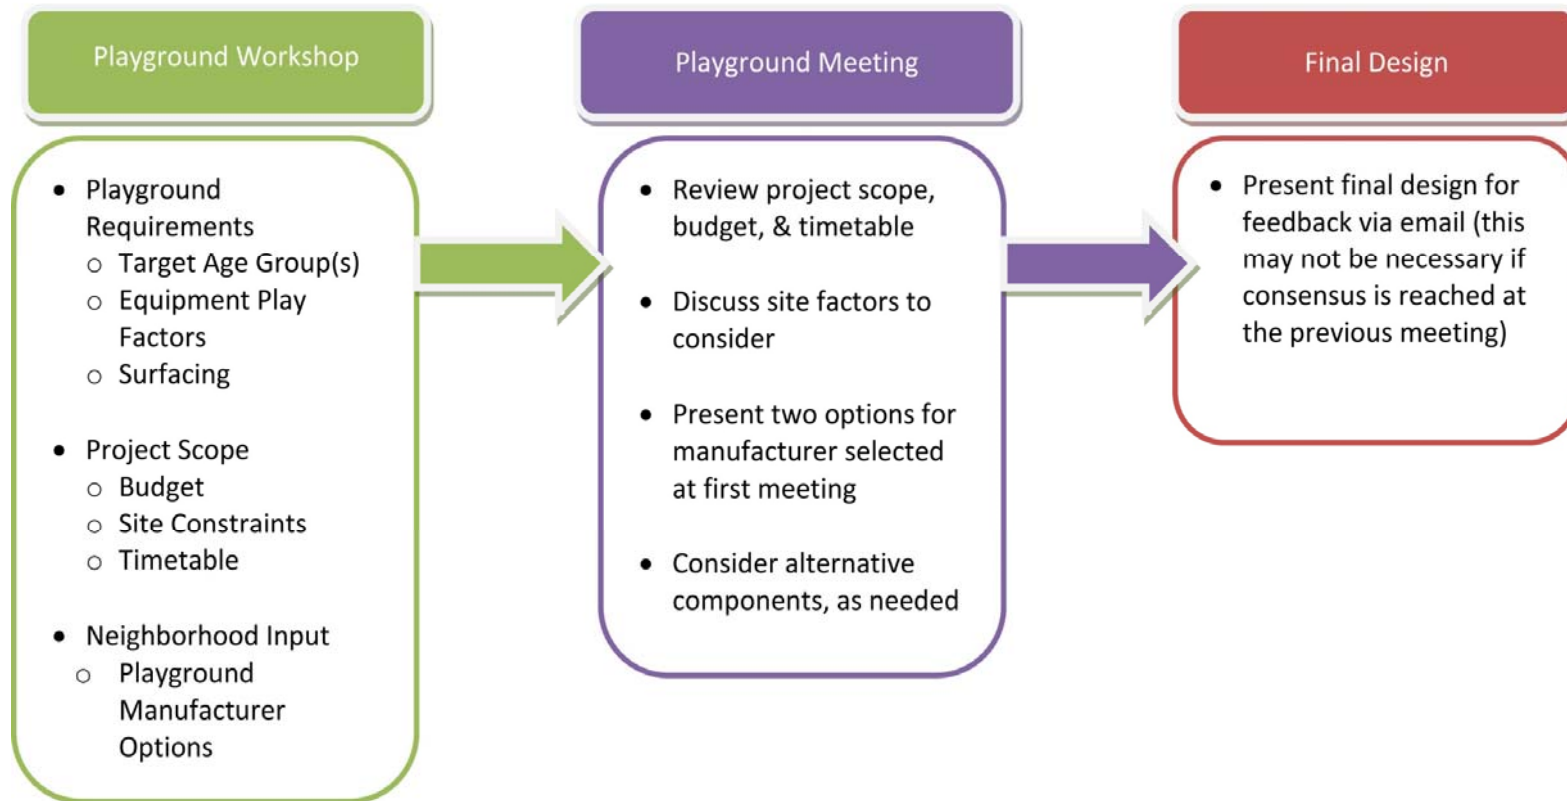 Playground Workshop
• Playground
Requirements
o Target Age Group(s)
o Equipment Play
Factors
o Surfacing
• Project Scope
o Budget
o Site Constraints
o Timetable
• Neighborhood Input
o Playground
Manufacturer
Options
Playground Meeting
• Review project scope,
budget, & timetable
• Discuss site factors to
consider
• Present two options for
manufacturer selected
at first meeting
• Consider alternative
components, as needed
Final Design
• Present final design for
feedback via email (this
may not be necessary if
consensus is reached at
the previous meeting)